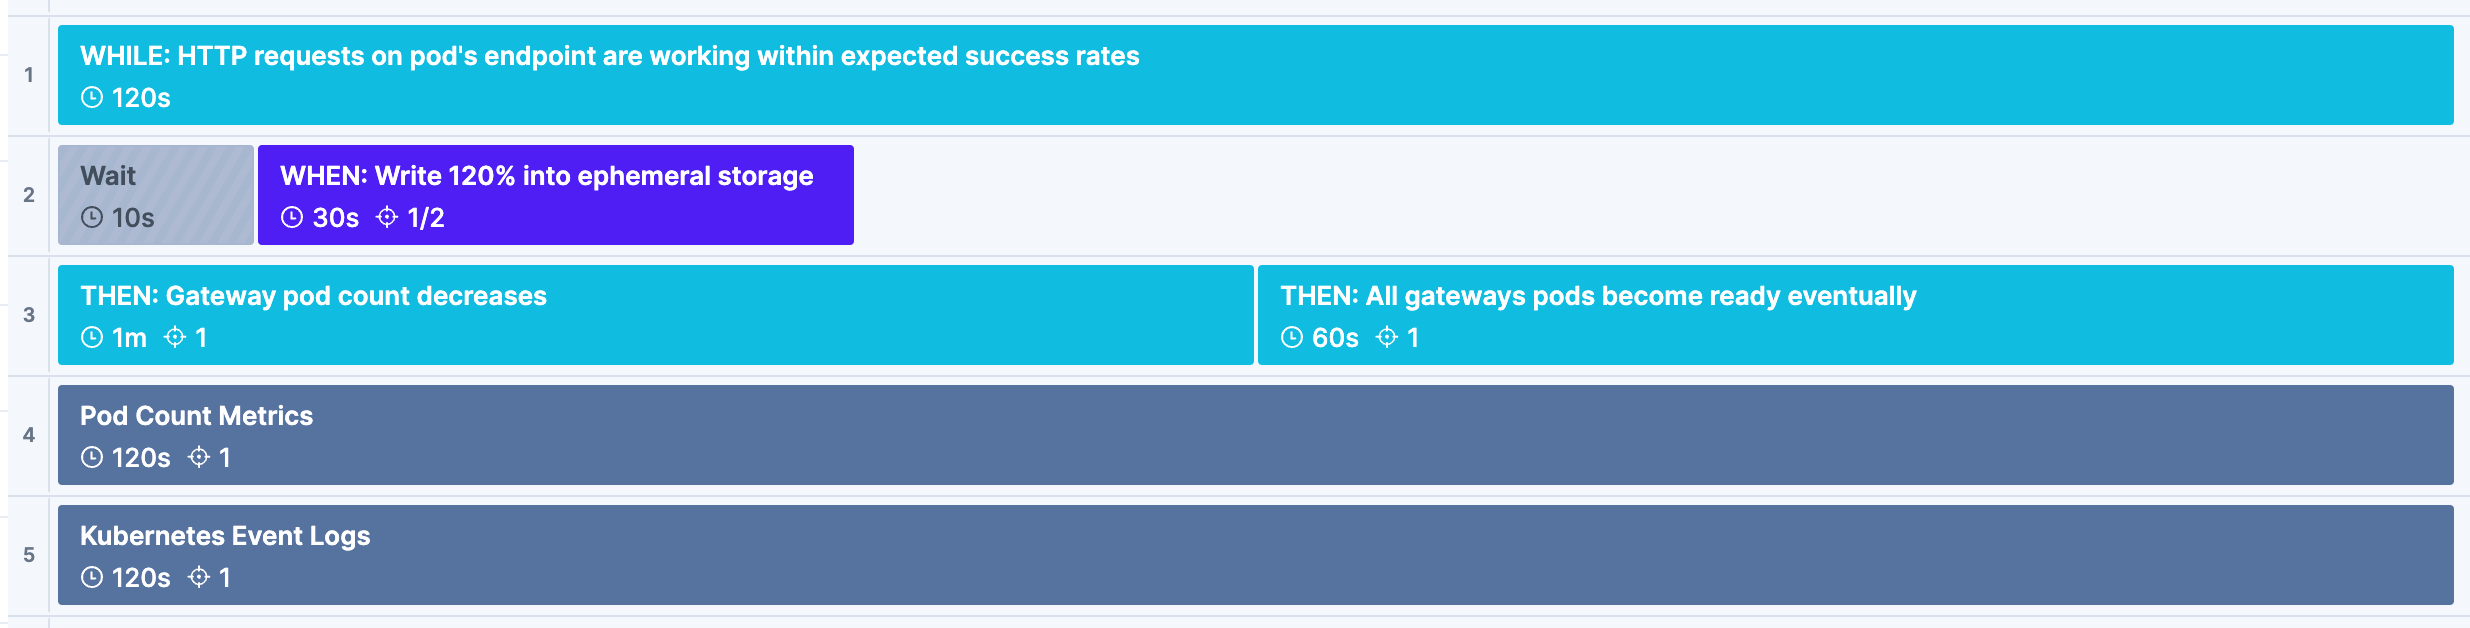 1
WHILE: HTTP requests on pod's endpoint are working within expected success rates
120s
2
Wait
10s
WHEN: Write 120% into ephemeral storage
30s 1/2
3
THEN: Gateway pod count decreases
1m 1
THEN: All gateways pods become ready eventually
60s 1
4
Pod Count Metrics
120s 1
5
Kubernetes Event Logs
120s 1